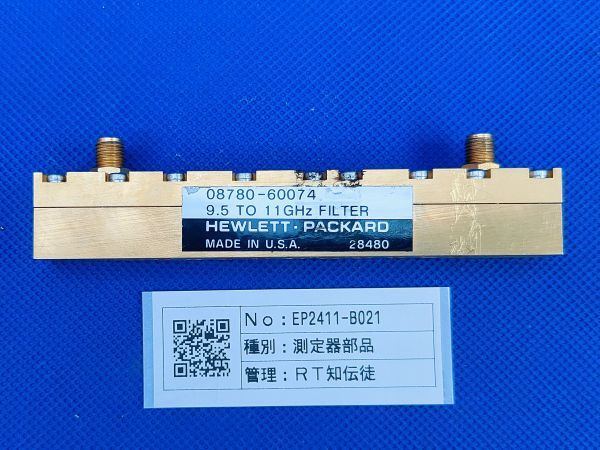 08780-60074
9.5 TO 11GHz FILTER
HEWLETT・PACKARD
MADE IN U.S.A. 28480
No:EP2411-B021
種別:測定器部品
管理:RT知伝徒